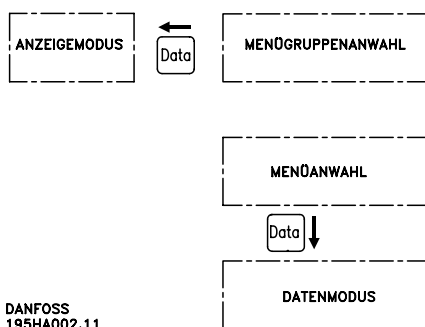 ANZEIGEMODUS
Data
MENÜGRUPPENANWAHL
MENÜANWAHL
Data
DATENMODUS
DANFOSS
195HA002.11